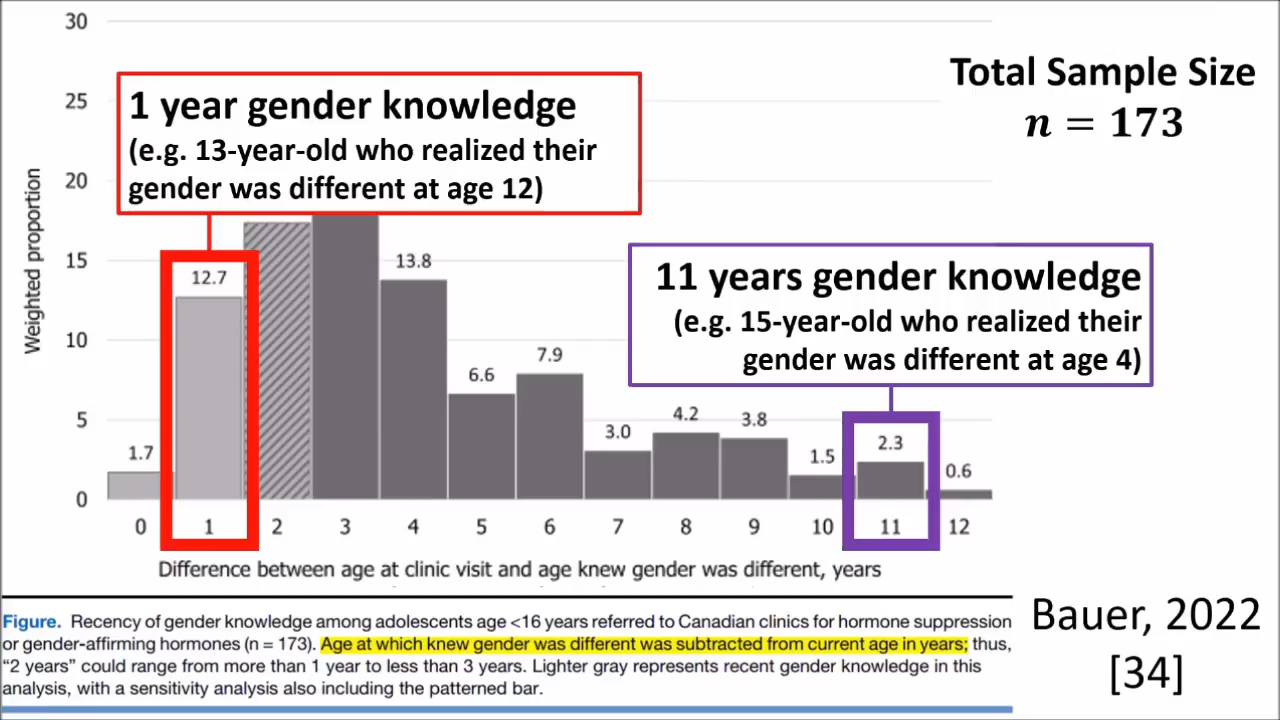 30
25
20
15
10
5
0
Weighted proportion
1 year gender knowledge
(e.g. 13-year-old who realized their
gender was different at age 12)
Total Sample Size
n = 173
11 years gender knowledge
(e.g. 15-year-old who realized their
gender was different at age 4)
1.7
12.7
13.8
6.6
7.9
3.0
4.2
3.8
1.5
2.3
0.6
0 1 2 3 4 5 6 7 8 9 10 11 12
Difference between age at clinic visit and age knew gender was different, years
Figure. Recency of gender knowledge among adolescents age <16 years referred to Canadian clinics for hormone suppression
or gender-affirming hormones (n = 173). Age at which knew gender was different was subtracted from current age in years; thus,
“2 years” could range from more than 1 year to less than 3 years. Lighter gray represents recent gender knowledge in this
analysis, with a sensitivity analysis also including the patterned bar.
Bauer, 2022
[34]